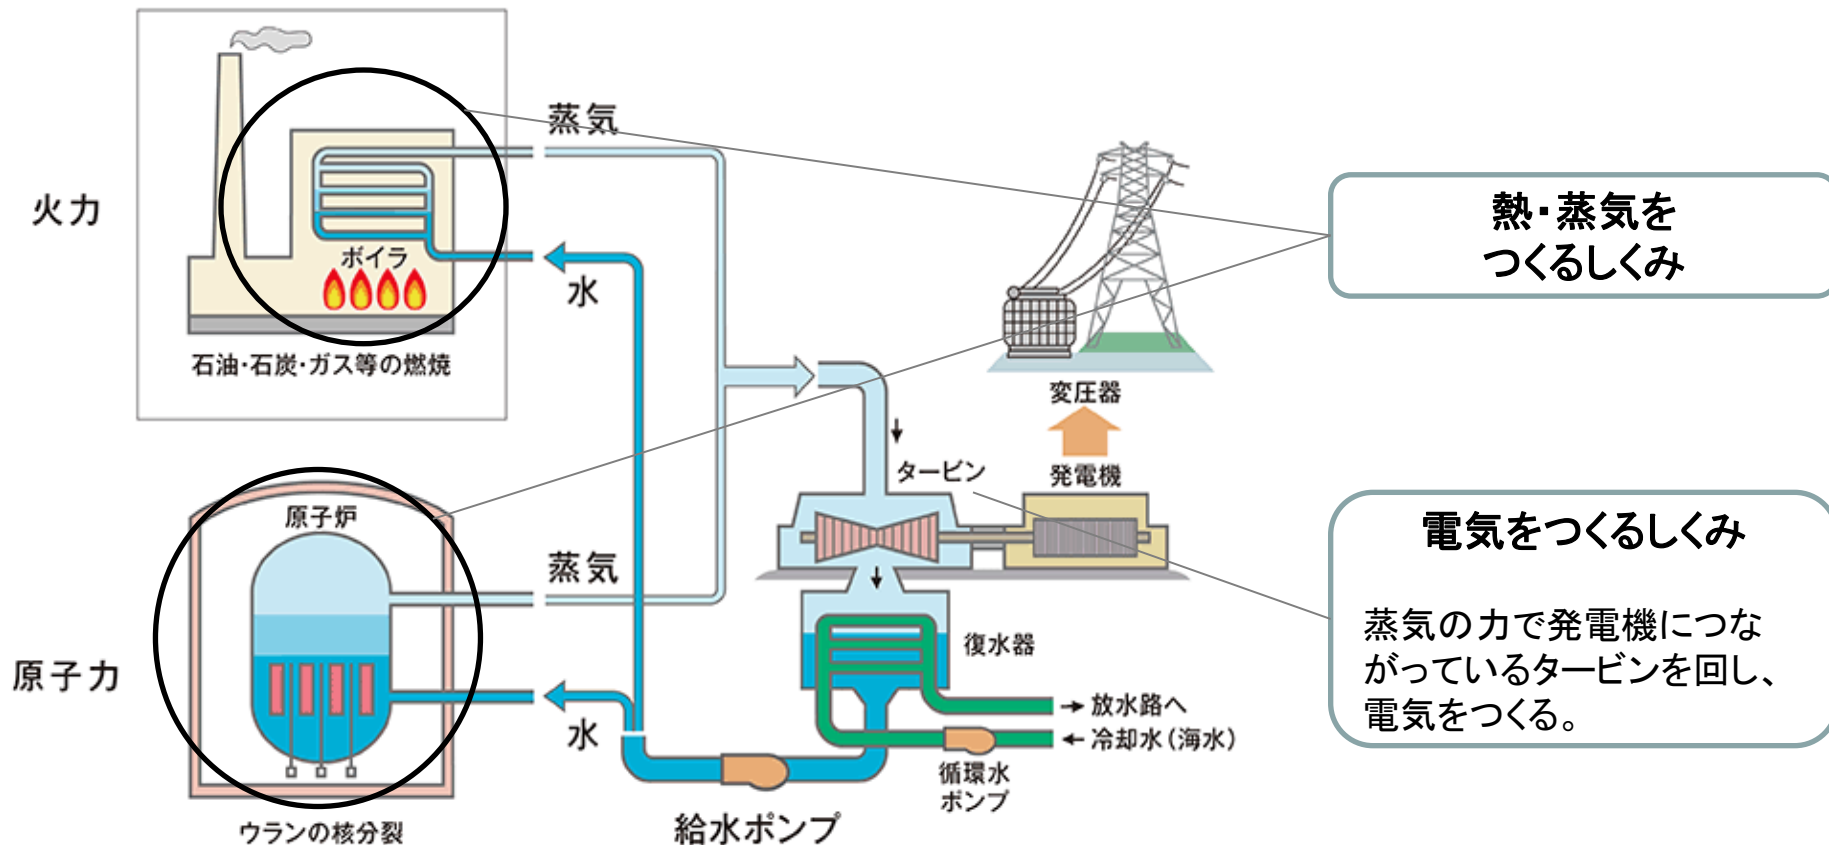 火力
蒸気
ボイラ
水
石油・石炭・ガス等の燃焼
原子力
原子炉
蒸気
水
ウランの核分裂
給水ポンプ
タービン
発電機
変圧器
復水器
→放水路へ
←冷却水(海水)
循環水
ポンプ
熱・蒸気を
つくるしくみ
電気をつくるしくみ
蒸気の力で発電機につな
がっているタービンを回し、
電気をつくる。